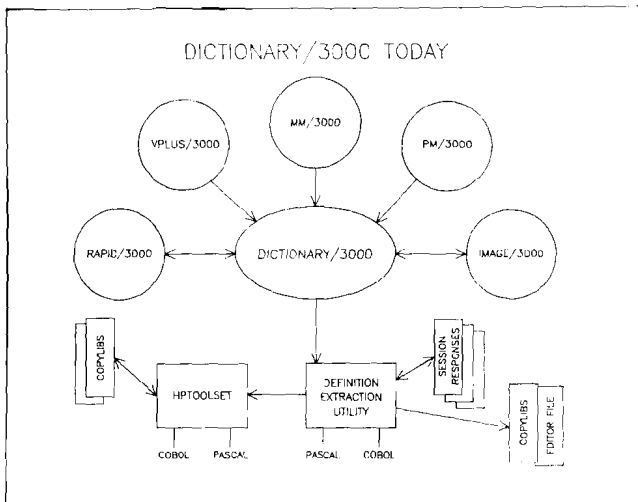 DICTIONARY/3000 TODAY
MM/3000
VPLUS/3000
PM/3000
RAPID/3000
DICTIONARY/3000
IMAGE/3000
COPYLIBS
HPTOOLSET
DEFINITION
EXTRACTION
UTILITY
SESSION
RESPONSES
COPYLIBS
EDITOR FILE
COBOL
PASCAL
PASCAL
COBOL